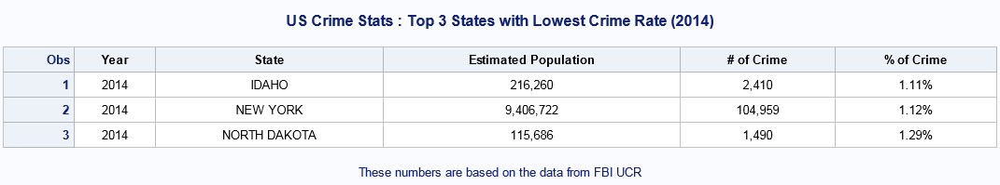 US Crime Stats : Top 3 States with Lowest Crime Rate (2014)
Obs Year State Estimated Population # of Crime % of Crime
1 2014 IDAHO 216,260 2,410 1.11%
2 2014 NEW YORK 9,406,722 104,959 1.12%
3 2014 NORTH DAKOTA 115,686 1,490 1.29%
These numbers are based on the data from FBI UCR